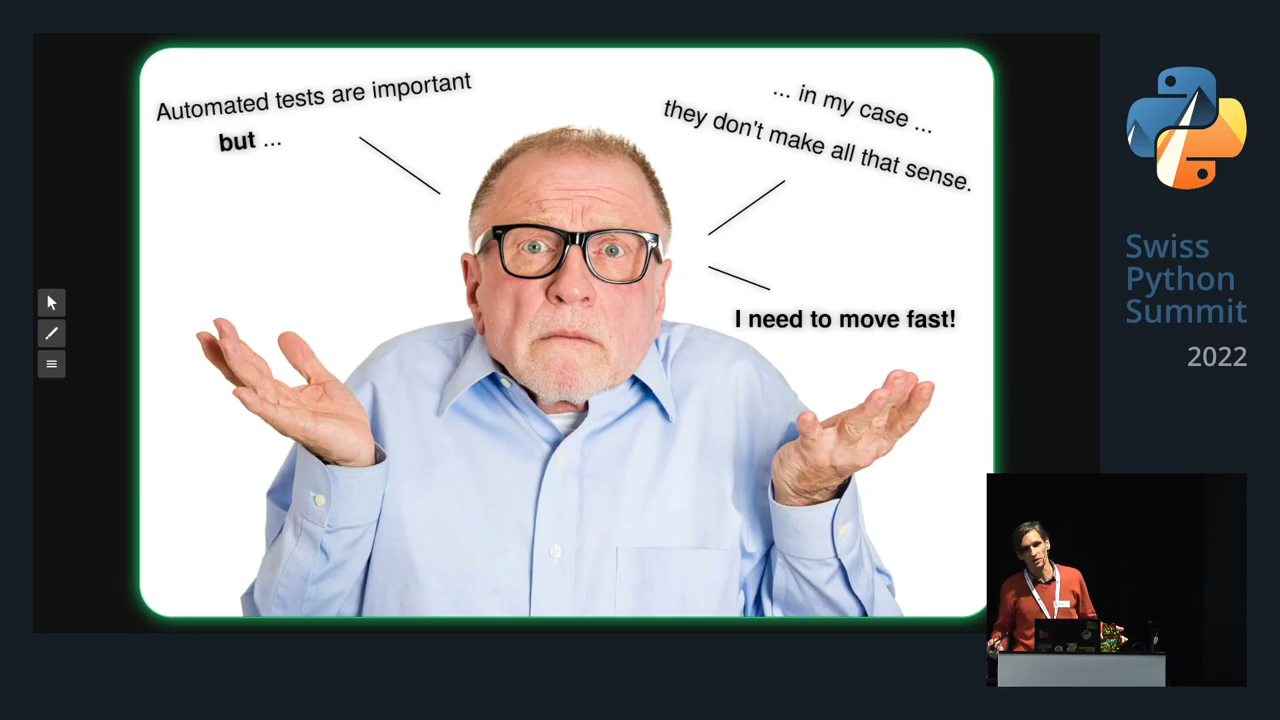 Automated tests are important
but ...
... in my case ...
they don't make all that sense.
I need to move fast!
Swiss
Python
Summit
2022